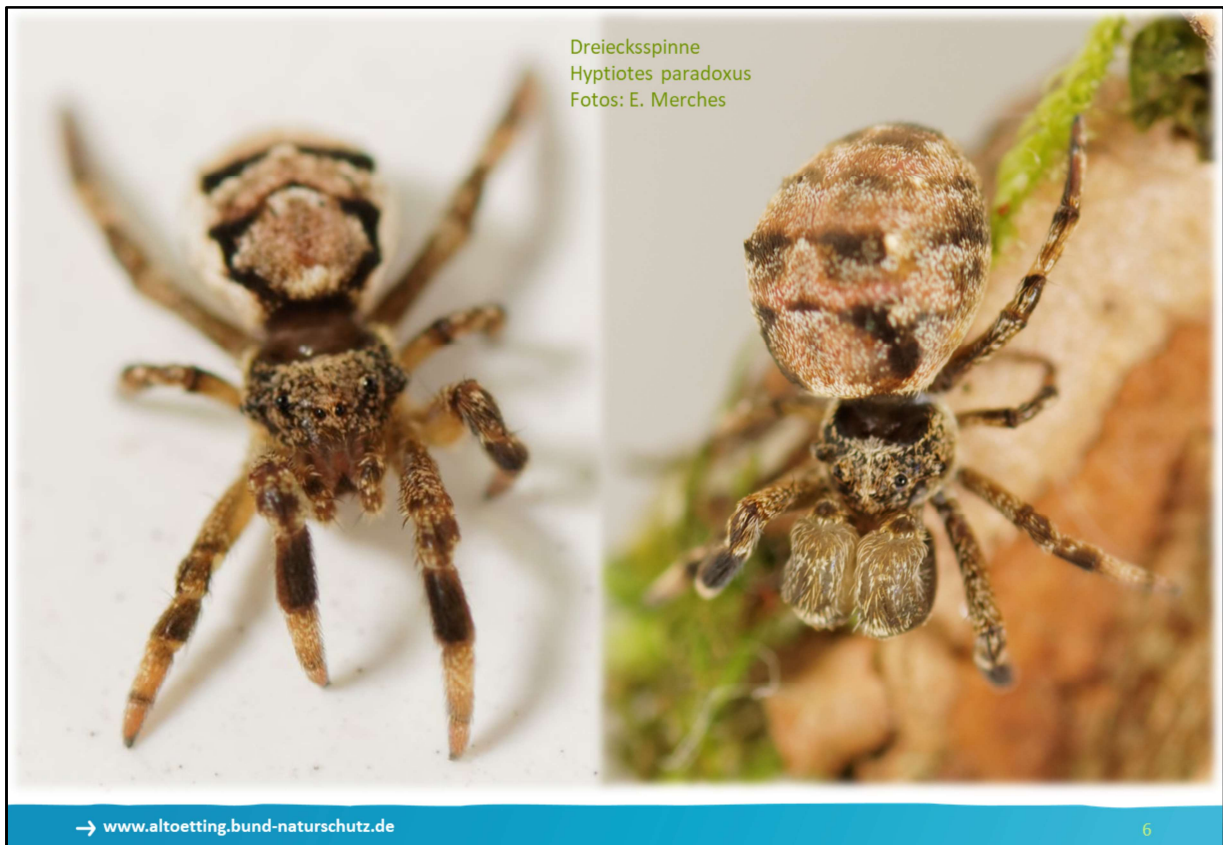 Dreiecksspinne
Hyptiotes paradoxus
Fotos: E. Merches
→ www.altoetting.bund-naturschutz.de
6